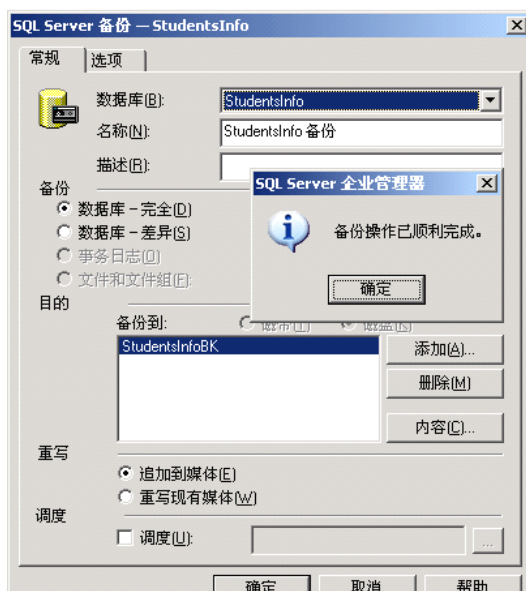 SQL Server 备份 — StudentsInfo
常规 选项
数据库(B): StudentsInfo
名称(N): StudentsInfo 备份
描述(R):
SQL Server 企业管理器
备份操作已顺利完成。
确定
备份
数据库 - 完全(D)
数据库 - 差异(S)
事务日志(O)
文件和文件组(F):
目的
备份到: 磁带(T) 磁盘(K)
StudentsInfoBK
添加(A)...
删除(M)
内容(C)...
重写
追加到媒体(E)
重写现有媒体(W)
调度
调度(U):
...
确定 取消 帮助